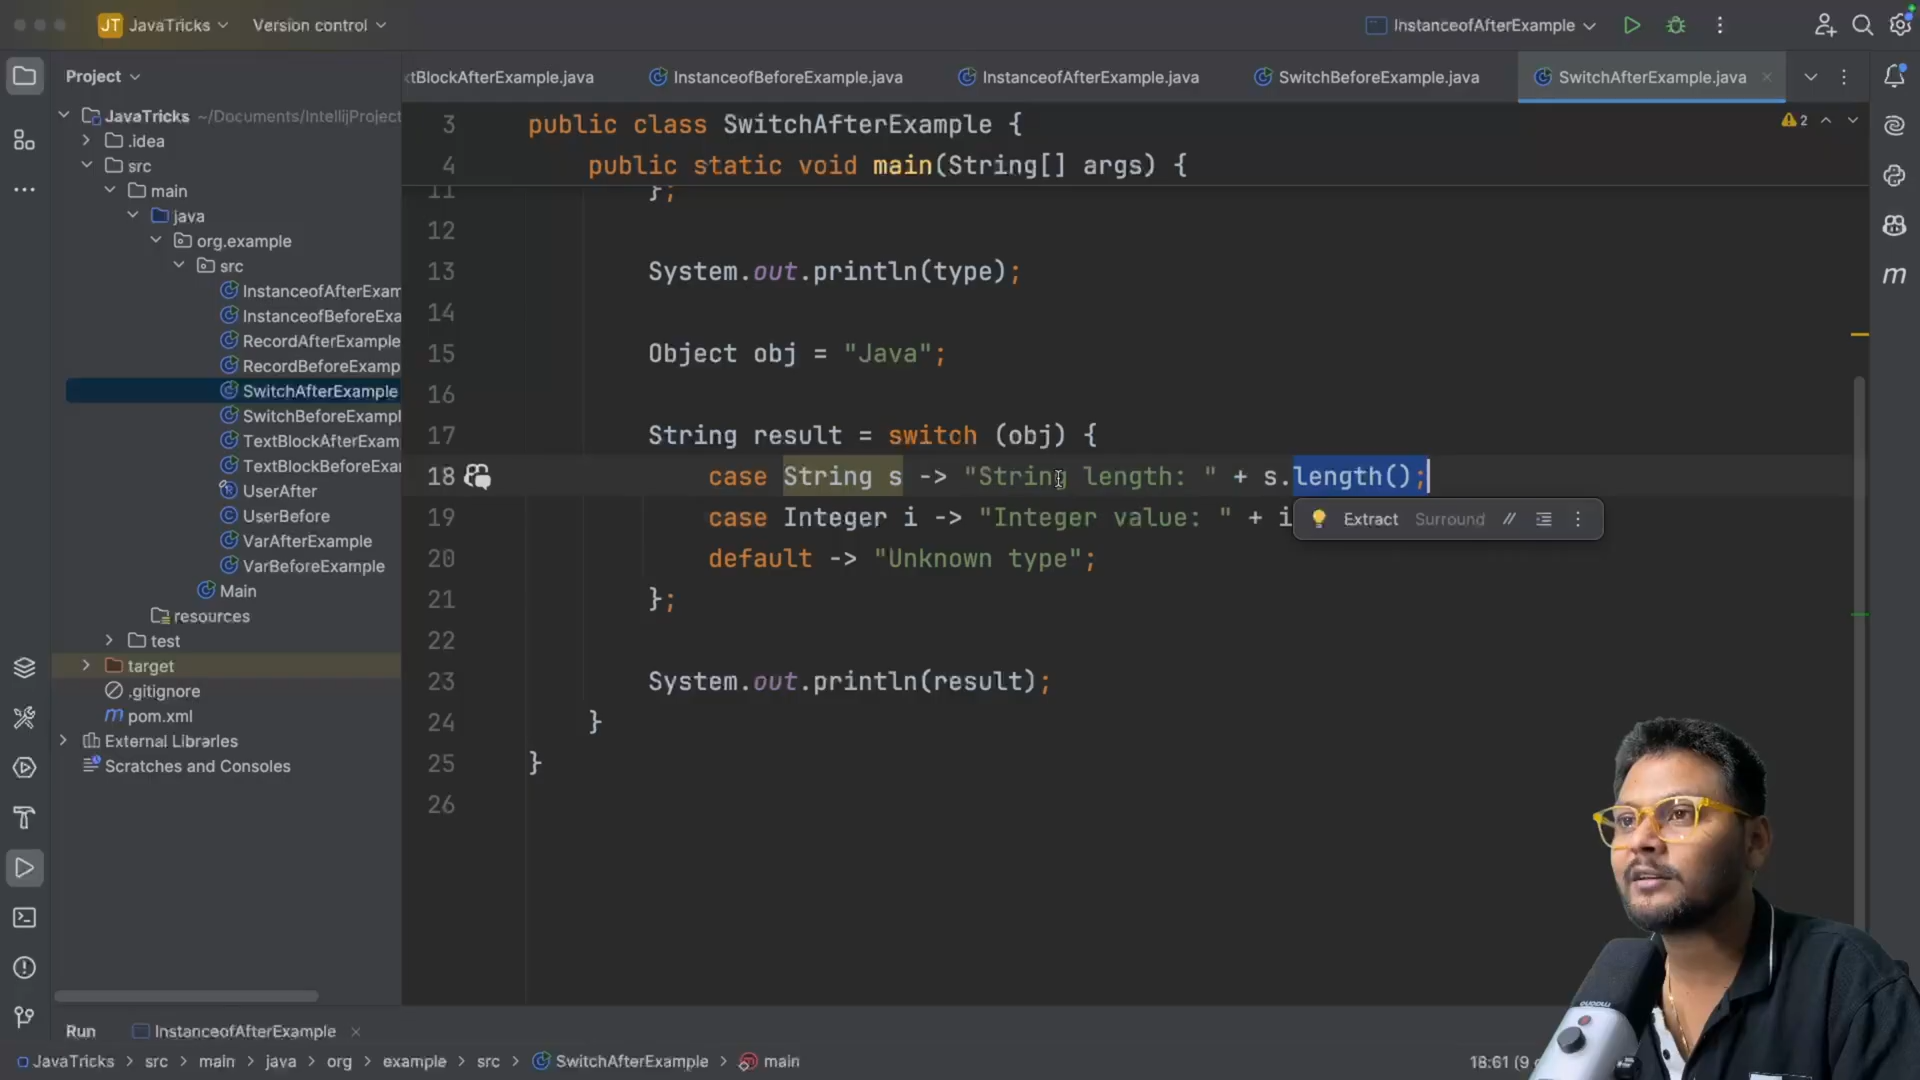 JT JavaTricks Version control InstanceofAfterExample
Project
tBlockAfterExample.java InstanceofBeforeExample.java InstanceofAfterExample.java SwitchBeforeExample.java SwitchAfterExample.java
JavaTricks ~/Documents/IntellijProject
.idea
src
main
java
org.example
src
InstanceofAfterExam
InstanceofBeforeExa
RecordAfterExample
RecordBeforeExamp
SwitchAfterExample
SwitchBeforeExampl
TextBlockAfterExam
TextBlockBeforeExa
UserAfter
UserBefore
VarAfterExample
VarBeforeExample
Main
resources
test
target
.gitignore
m pom.xml
External Libraries
Scratches and Consoles
3 public class SwitchAfterExample {
2
4 public static void main(String[] args) {
11 };
12
13 System.out.println(type);
14
15 Object obj = "Java";
16
17 String result = switch (obj) {
18 case String s -> "String length: " + s.length();
19 case Integer i -> "Integer value: " + i
Extract Surround //
20 default -> "Unknown type";
21 };
22
23 System.out.println(result);
24 }
25 }
26
m
Run InstanceofAfterExample
JavaTricks > src > main > java > org > example > src > SwitchAfterExample > main
18:61 (9